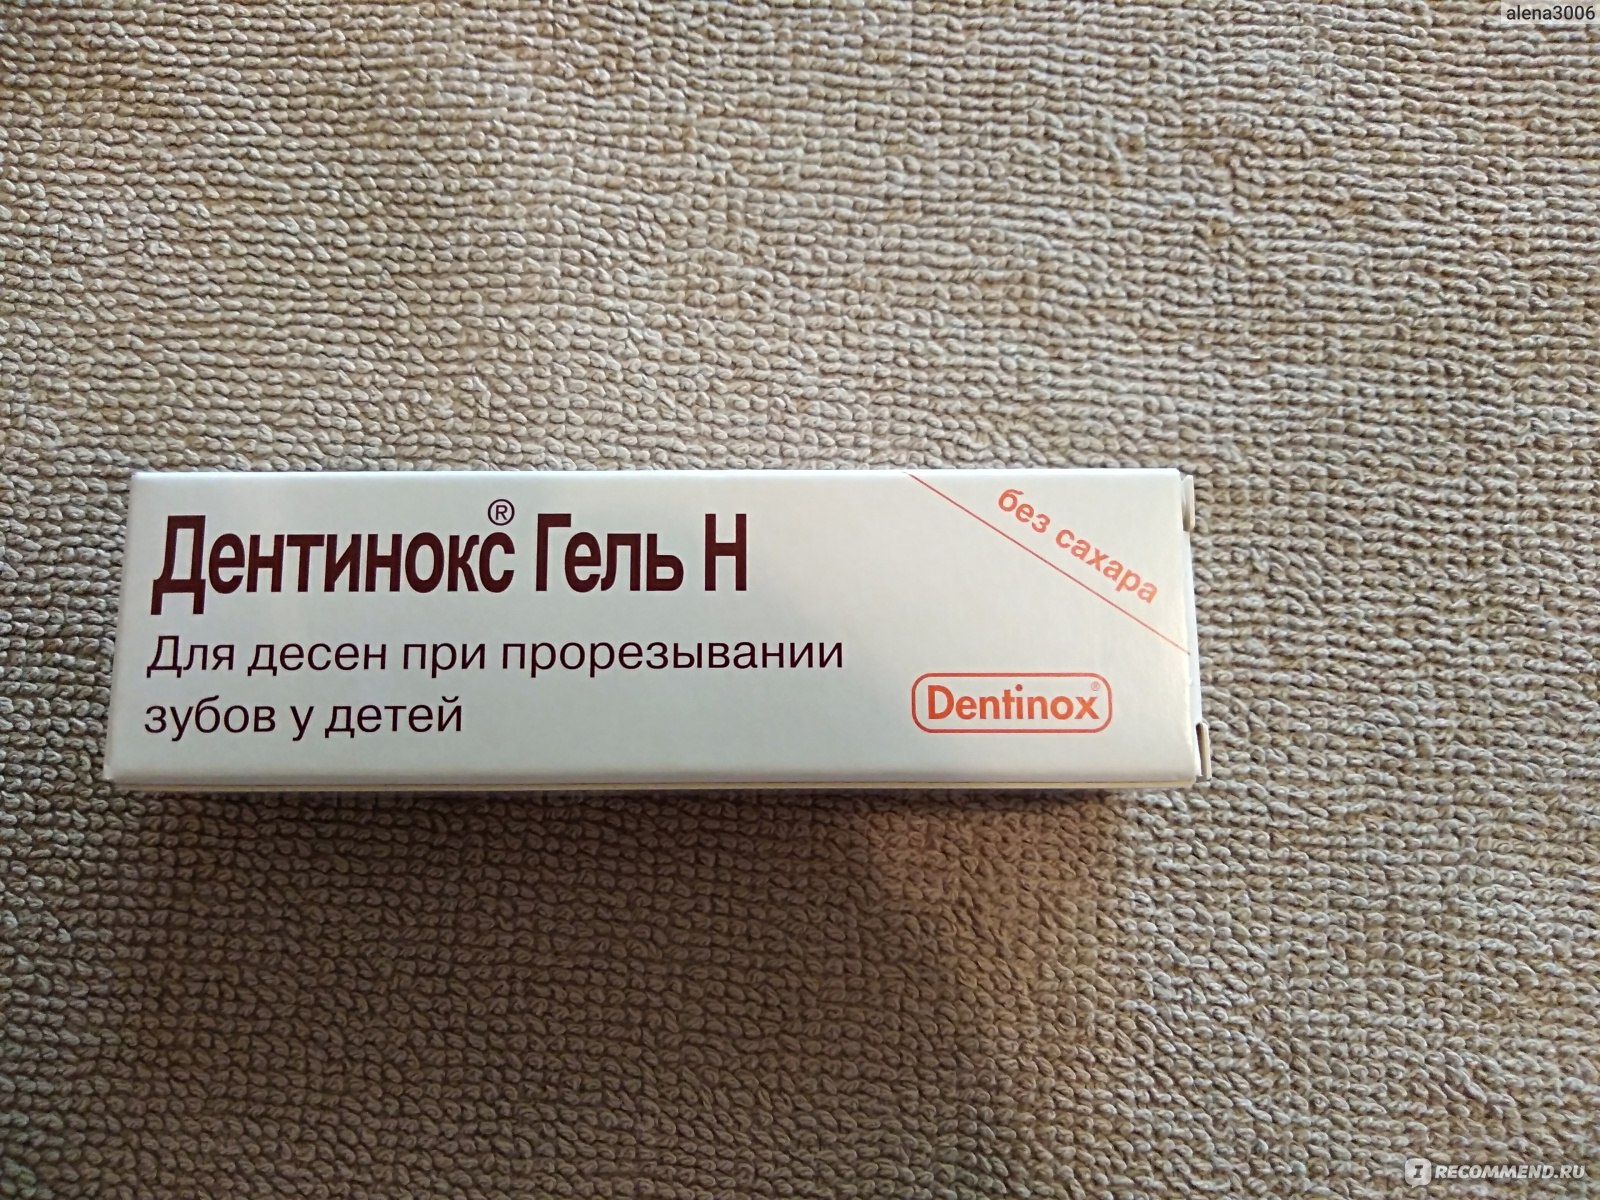 alena3006
Дентинокс® Гель Н
без сахара
Для десен при прорезывании
зубов у детей
Dentinox®
I RECOMMEND.RU